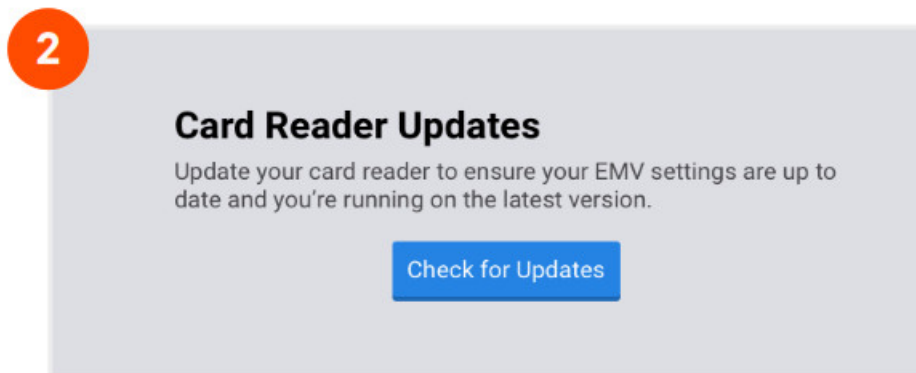 2
Card Reader Updates
Update your card reader to ensure your EMV settings are up to
date and you're running on the latest version.
Check for Updates